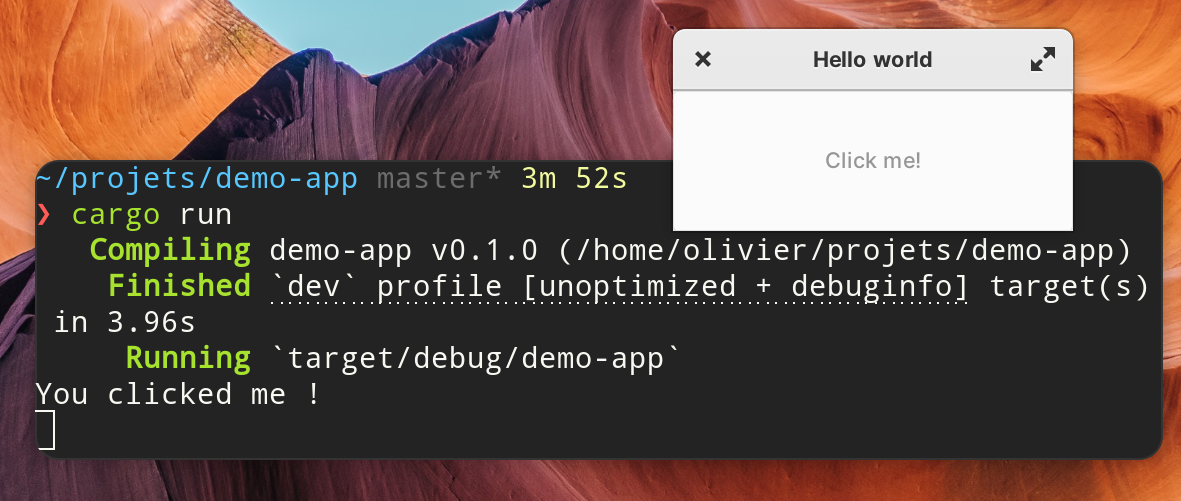 Hello world
Click me!
~/projets/demo-app master* 3m 52s
❯ cargo run
Compiling demo-app v0.1.0 (/home/olivier/projets/demo-app)
Finished `dev` profile [unoptimized + debuginfo] target(s)
in 3.96s
Running `target/debug/demo-app`
You clicked me !